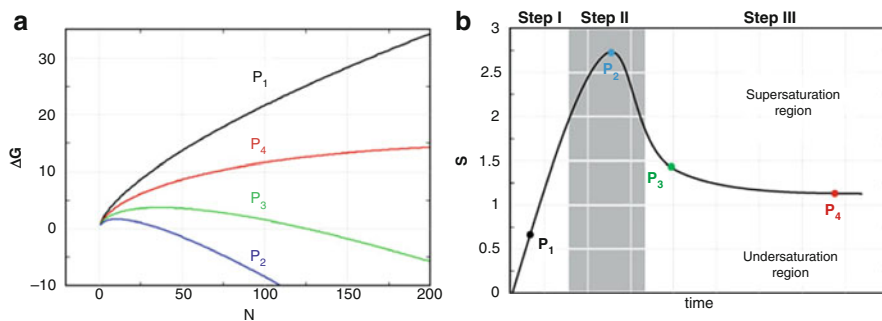 a
ΔG
30
20
10
0
−10
0
50
100
150
200
N
P1
P4
P3
P2
b
Step I
Step II
Step III
S
3
2.5
2
1.5
1
0.5
0
time
P1
P2
P3
P4
Supersaturation
region
Undersaturation
region